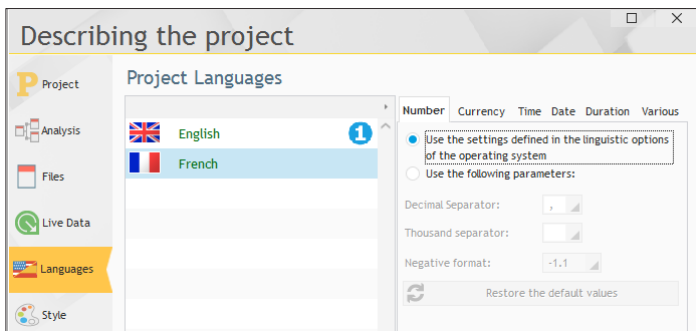 Describing the project
Project
Analysis
Files
Live Data
Languages
Style
Project Languages
English 1
French
Number Currency Time Date Duration Various
Use the settings defined in the linguistic options
of the operating system
Use the following parameters:
Decimal Separator: ,
Thousand separator:
Negative format: -1.1
Restore the default values